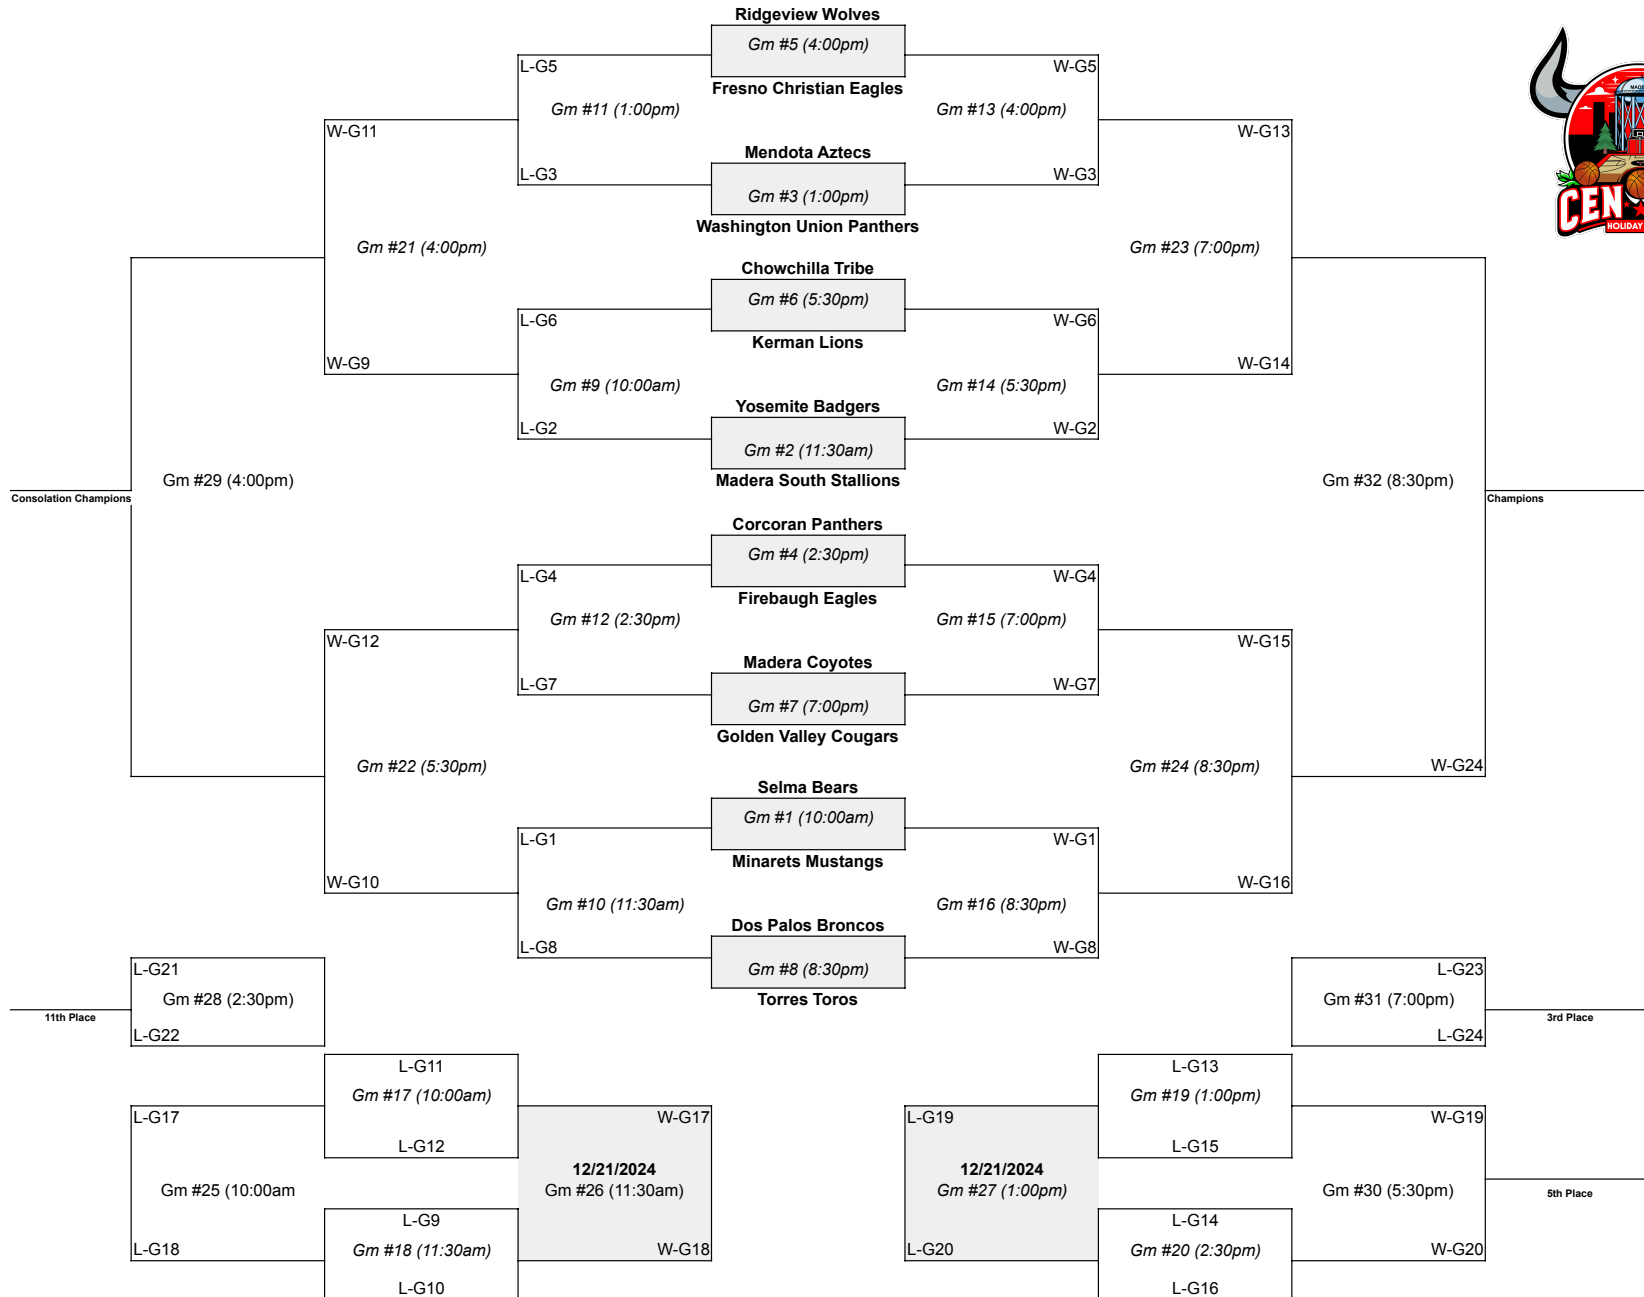 Ridgeview Wolves
Gm #5 (4:00pm)
L-G5
W-G5
Fresno Christian Eagles
Gm #11 (1:00pm)
Gm #13 (4:00pm)
W-G11
W-G13
Mendota Aztecs
L-G3
W-G3
Gm #3 (1:00pm)
Washington Union Panthers
CEN
HOLIDAY
Gm #21 (4:00pm)
Gm #23 (7:00pm)
Chowchilla Tribe
Gm #6 (5:30pm)
L-G6
W-G6
Kerman Lions
W-G9
W-G14
Gm #9 (10:00am)
Gm #14 (5:30pm)
Yosemite Badgers
L-G2
W-G2
Gm #2 (11:30am)
Madera South Stallions
Gm #29 (4:00pm)
Gm #32 (8:30pm)
Consolation Champions
Champions
Corcoran Panthers
Gm #4 (2:30pm)
L-G4
W-G4
Firebaugh Eagles
Gm #12 (2:30pm)
Gm #15 (7:00pm)
W-G12
W-G15
Madera Coyotes
L-G7
W-G7
Gm #7 (7:00pm)
Golden Valley Cougars
Gm #22 (5:30pm)
Gm #24 (8:30pm)
W-G24
Selma Bears
Gm #1 (10:00am)
L-G1
W-G1
Minarets Mustangs
W-G10
W-G16
Gm #10 (11:30am)
Gm #16 (8:30pm)
Dos Palos Broncos
L-G8
W-G8
Gm #8 (8:30pm)
Torres Toros
L-G21
L-G23
Gm #28 (2:30pm)
Gm #31 (7:00pm)
11th Place
3rd Place
L-G22
L-G24
L-G11
L-G13
Gm #17 (10:00am)
Gm #19 (1:00pm)
L-G17
W-G17
L-G19
W-G19
L-G12
L-G15
12/21/2024
12/21/2024
Gm #25 (10:00am
Gm #26 (11:30am)
Gm #27 (1:00pm)
Gm #30 (5:30pm)
5th Place
L-G9
L-G14
L-G18
Gm #18 (11:30am)
W-G18
L-G20
Gm #20 (2:30pm)
W-G20
L-G10
L-G16